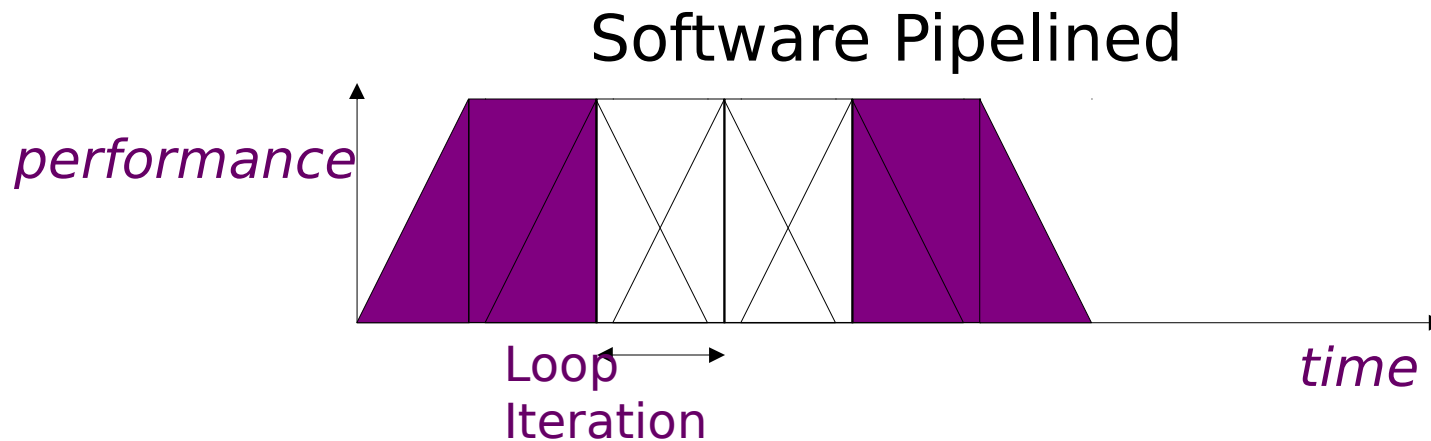 Software Pipelined
performance
Loop
Iteration
time